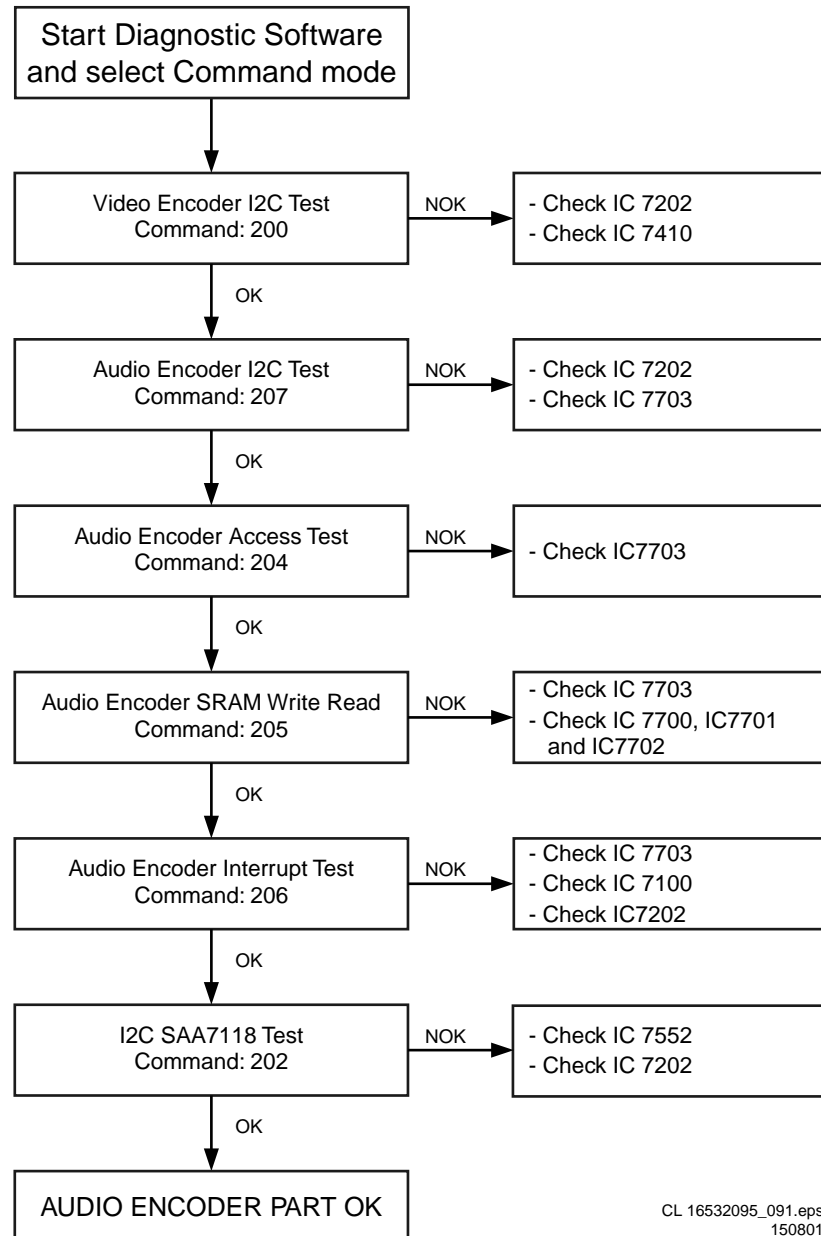 Start Diagnostic Software
and select Command mode
Video Encoder I2C Test
Command: 200
NOK
- Check IC 7202
- Check IC 7410
OK
Audio Encoder I2C Test
Command: 207
NOK
- Check IC 7202
- Check IC 7703
OK
Audio Encoder Access Test
Command: 204
NOK
- Check IC7703
OK
Audio Encoder SRAM Write Read
Command: 205
NOK
- Check IC 7703
- Check IC 7700, IC7701
and IC7702
OK
Audio Encoder Interrupt Test
Command: 206
NOK
- Check IC 7703
- Check IC 7100
- Check IC7202
OK
I2C SAA7118 Test
Command: 202
NOK
- Check IC 7552
- Check IC 7202
OK
AUDIO ENCODER PART OK
CL 16532095_091.eps
150801